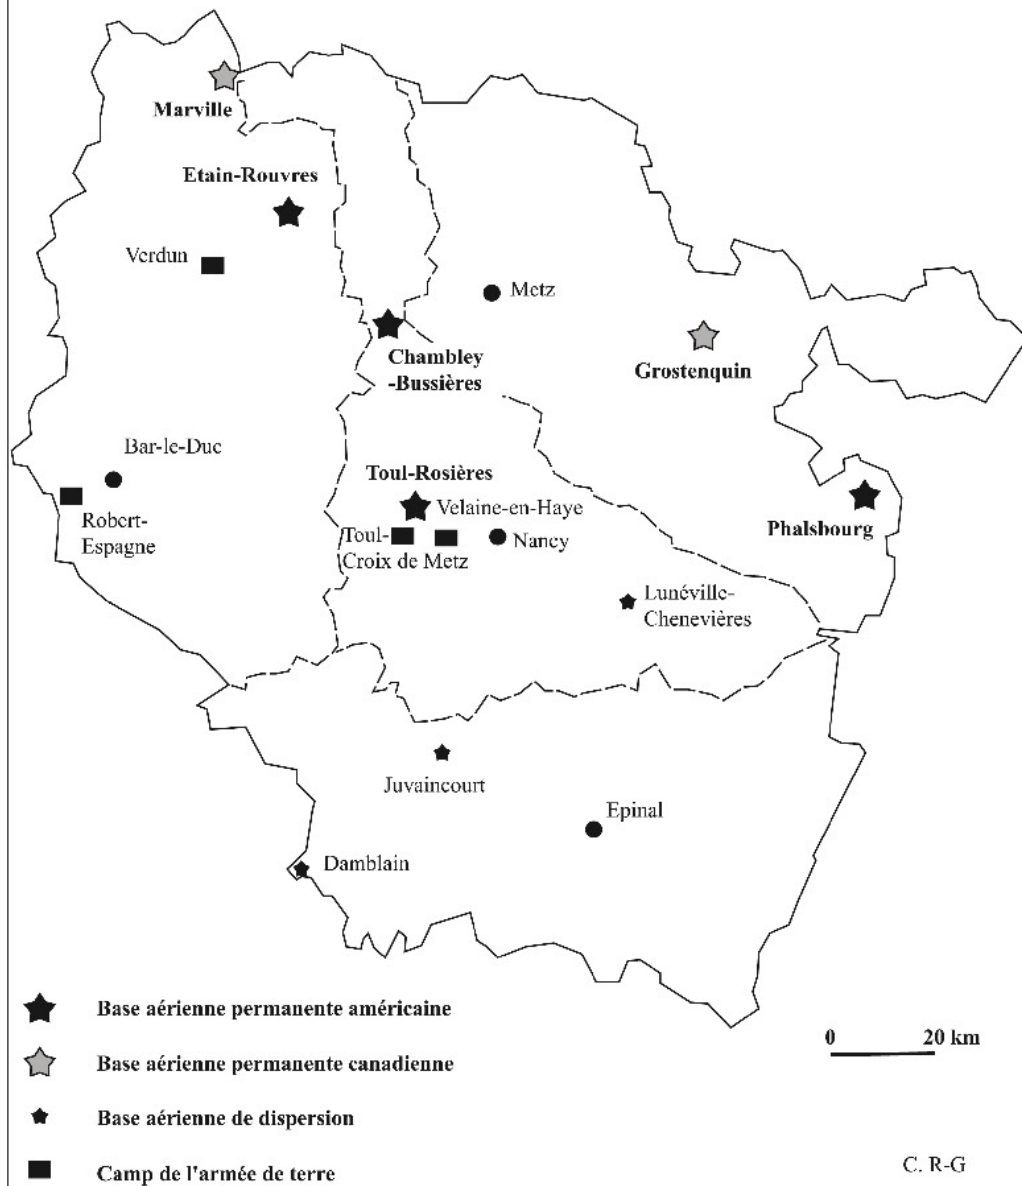 Marville
Etain-Rouvres
Verdun
Metz
Chambley
-Bussières
Grostenquin
Bar-le-Duc
Robert-
Espagne
Toul-Rosières
Velaine-en-Haye
Toul-
Croix de Metz
Nancy
Phalsbourg
Lunéville-
Chenevières
Juvaincourt
Epinal
Damblain
Base aérienne permanente américaine
Base aérienne permanente canadienne
Base aérienne de dispersion
Camp de l'armée de terre
0 20 km
C. R-G